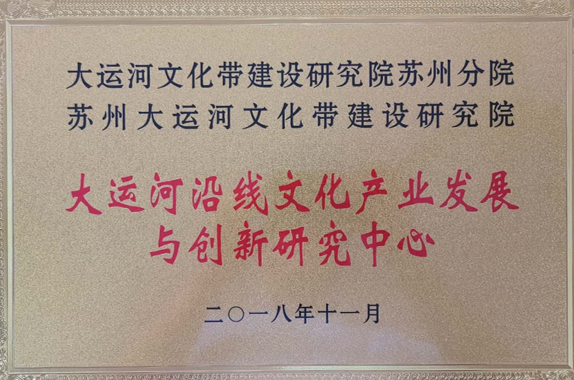 大运河文化带建设研究院苏州分院
苏州大运河文化带建设研究院
大运河沿线文化产业发展
与创新研究中心
二〇一八年十一月